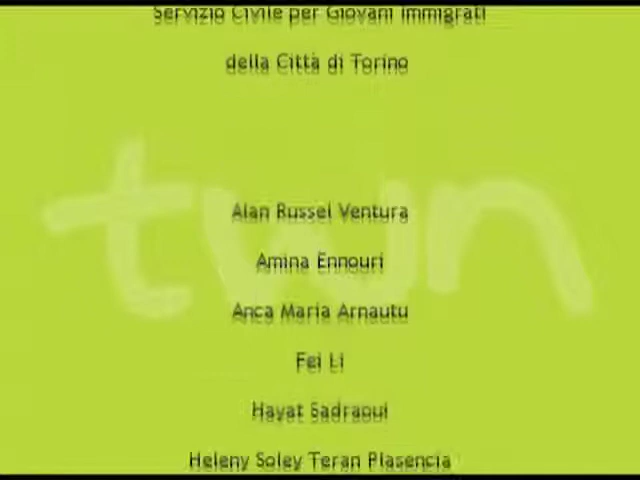 Servizio Civile per Giovani Immigrati
della Città di Torino
Alan Russel Ventura
Amina Ennouri
Anca Maria Arnautu
Fei Li
Hayat Sadraoui
Heleny Soley Teran Plasencia